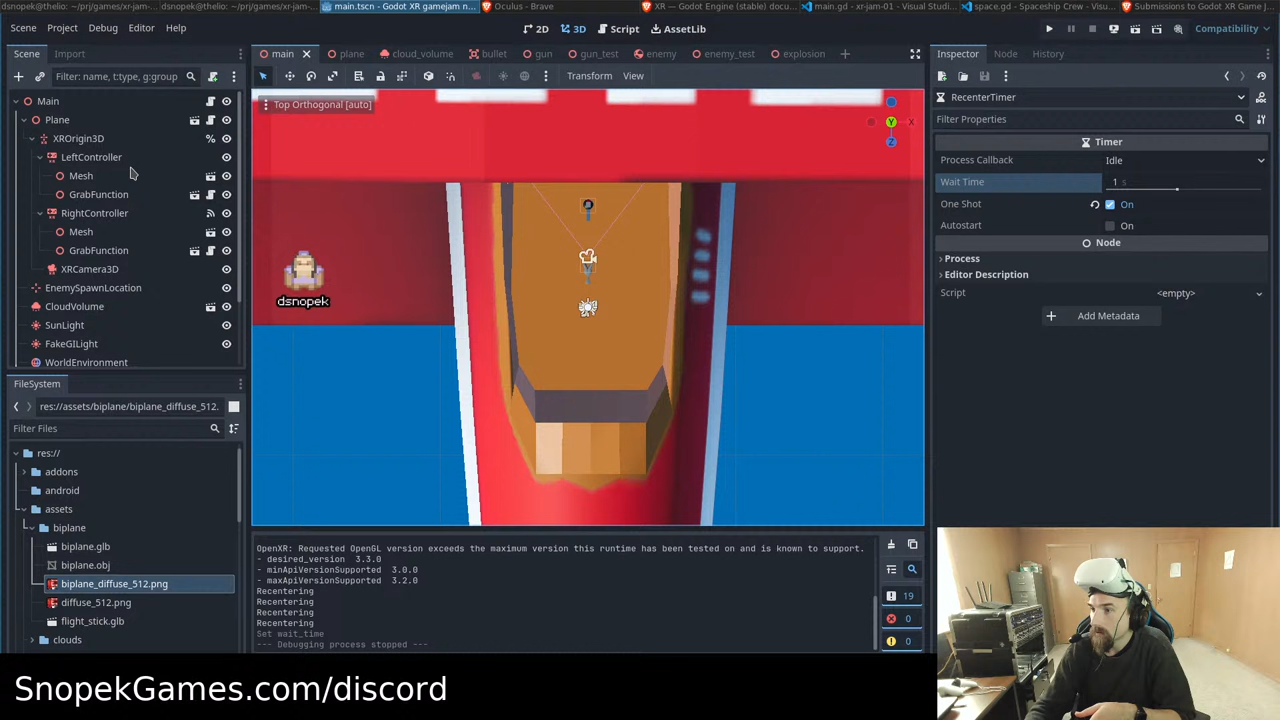 dsnopek@thelio: ~/prj/games/xr-jam-... dsnopek@thelio: ~/prj/games/xr-jam-... main.tscn - Godot XR gamejam n... Oculus - Brave XR — Godot Engine (stable) docu... main.gd - xr-jam-01 - Visual Studi... space.gd - Spaceship Crew - Visu... Submissions to Godot XR Game J...
Scene Project Debug Editor Help
2D 3D Script AssetLib
Compatibility
Scene Import
main plane cloud_volume bullet gun gun_test enemy enemy_test explosion
Inspector Node History
Filter: name, t:type, g:group
Transform View
Main
Plane
XROrigin3D
LeftController
Mesh
GrabFunction
RightController
Mesh
GrabFunction
XRCamera3D
EnemySpawnLocation
CloudVolume
SunLight
FakeGILight
WorldEnvironment
Top Orthogonal [auto]
Y X Z
dsnopek
RecenterTimer
Filter Properties
Timer
Process Callback Idle
Wait Time 1 s
One Shot On
Autostart On
Node
Process
Editor Description
Script <empty>
Add Metadata
FileSystem
res://assets/biplane/biplane_diffuse_512.
Filter Files
res://
addons
android
assets
biplane
biplane.glb
biplane.obj
biplane_diffuse_512.png
diffuse_512.png
flight_stick.glb
clouds
OpenXR: Requested OpenGL version exceeds the maximum version this runtime has been tested on and is known to support.
- desired_version 3.3.0
- minApiVersionSupported 3.0.0
- maxApiVersionSupported 3.2.0
Recentering
Recentering
Recentering
Recentering
Set wait_time
--- Debugging process stopped ---
19
0
0
SnopekGames.com/discord